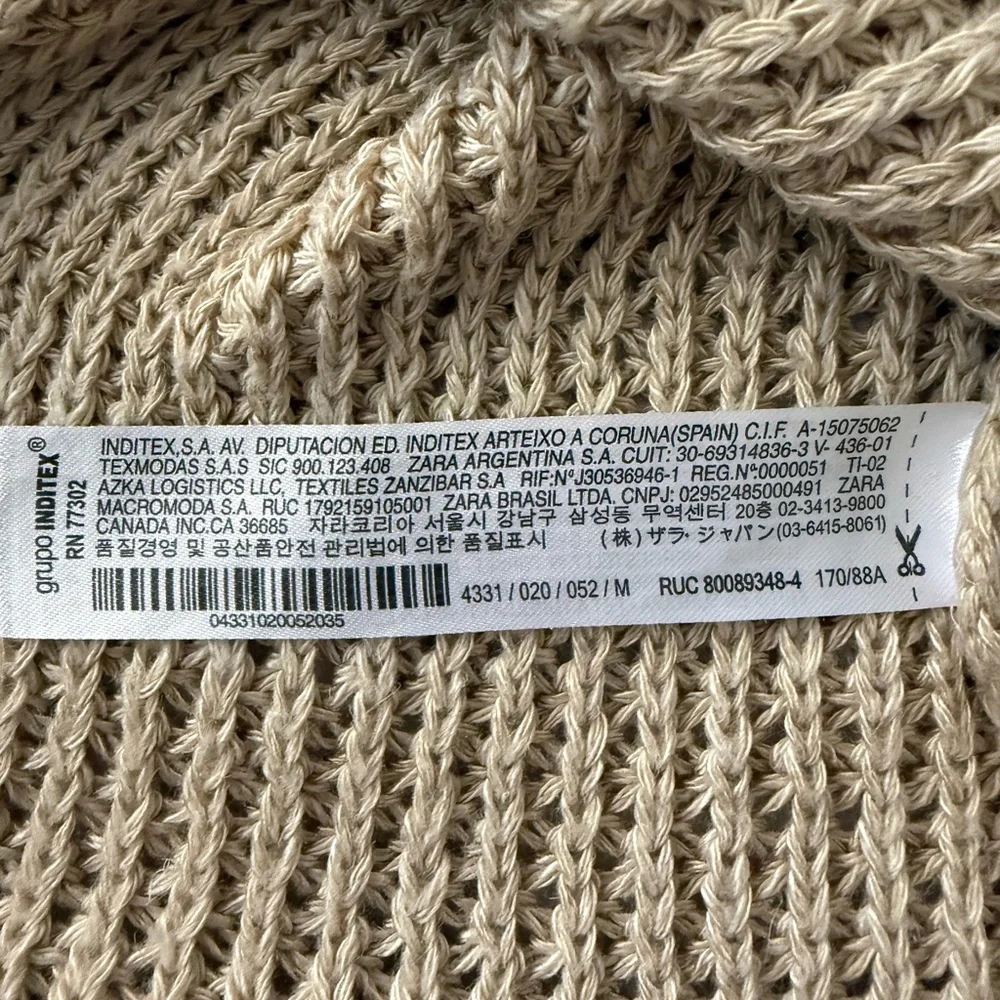 grupo INDITEX®
RN 77302
INDITEX,S.A. AV. DIPUTACION ED. INDITEX ARTEIXO A CORUNA(SPAIN) C.I.F. A-15075062
TEXMODAS S.A.S SIC 900.123.408 ZARA ARGENTINA S.A. CUIT: 30-69314836-3 V- 436-01
AZKA LOGISTICS LLC, TEXTILES ZANZIBAR S.A RIF:NºJ30536946-1 REG.Nº:0000051 TI-02
MACROMODA S.A. RUC 1792159105001 ZARA BRASIL LTDA, CNPJ: 02952485000491 ZARA
CANADA INC.CA 36685 자라코리아 서울시 강남구 삼성동 무역센터 20층 02-3413-9800
품질경영 및 공산품안전 관리법에 의한 품질표시 (株)ザラ・ジャパン(03-6415-8061)
4331 / 020 / 052 / M RUC 80089348-4 170/88A
04331020052035